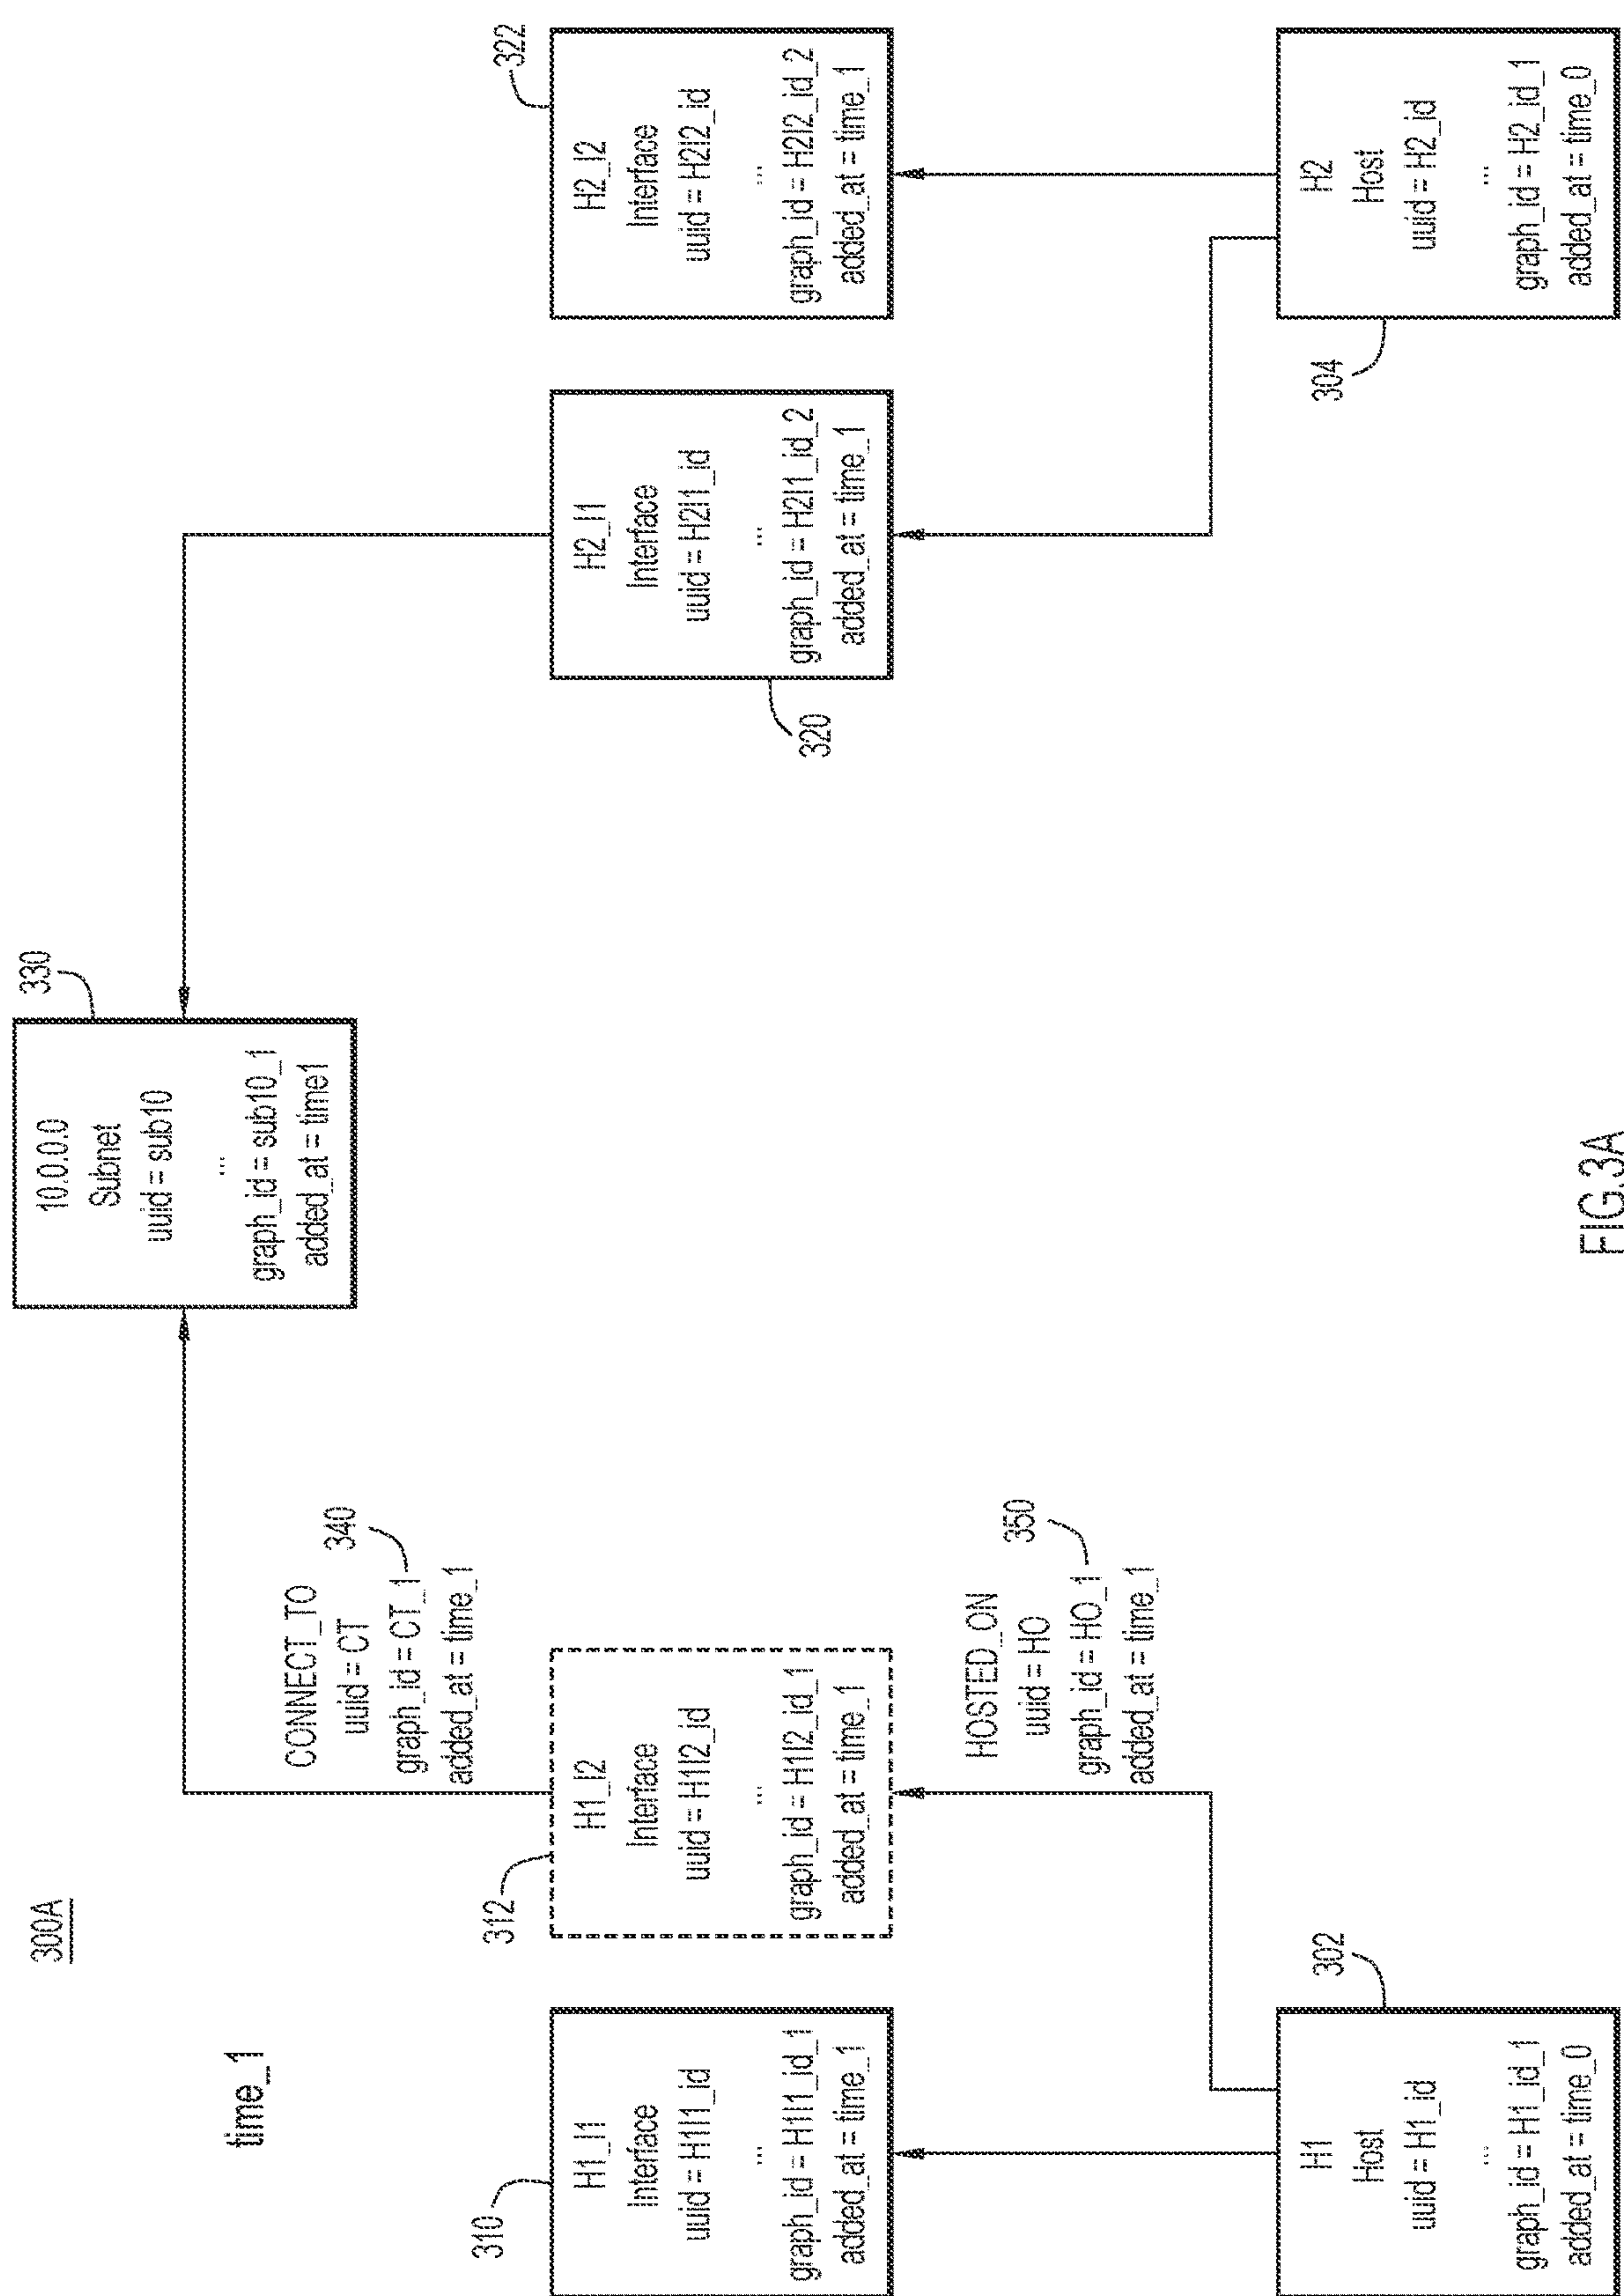 300A
time_1
10.0.0.0
Subnet
uuid = sub10
...
graph_id = sub10_1
added_at = time1
330
CONNECT_TO
uuid = CT
340
graph_id = CT_1
added_at = time_1
310
H1_I1
Interface
uuid = H1I1_id
...
graph_id = H1I1_id_1
added_at = time_1
312
H1_I2
Interface
uuid = H1I2_id
...
graph_id = H1I2_id_1
added_at = time_1
H2_I1
Interface
uuid = H2I1_id
...
graph_id = H2I1_id_2
added_at = time_1
320
322
H2_I2
Interface
uuid = H2I2_id
...
graph_id = H2I2_id_2
added_at = time_1
HOSTED_ON
uuid = HO
350
graph_id = HO_1
added_at = time_1
302
H1
Host
uuid = H1_id
...
graph_id = H1_id_1
added_at = time_0
304
H2
Host
uuid = H2_id
...
graph_id = H2_id_1
added_at = time_0
FIG.3A